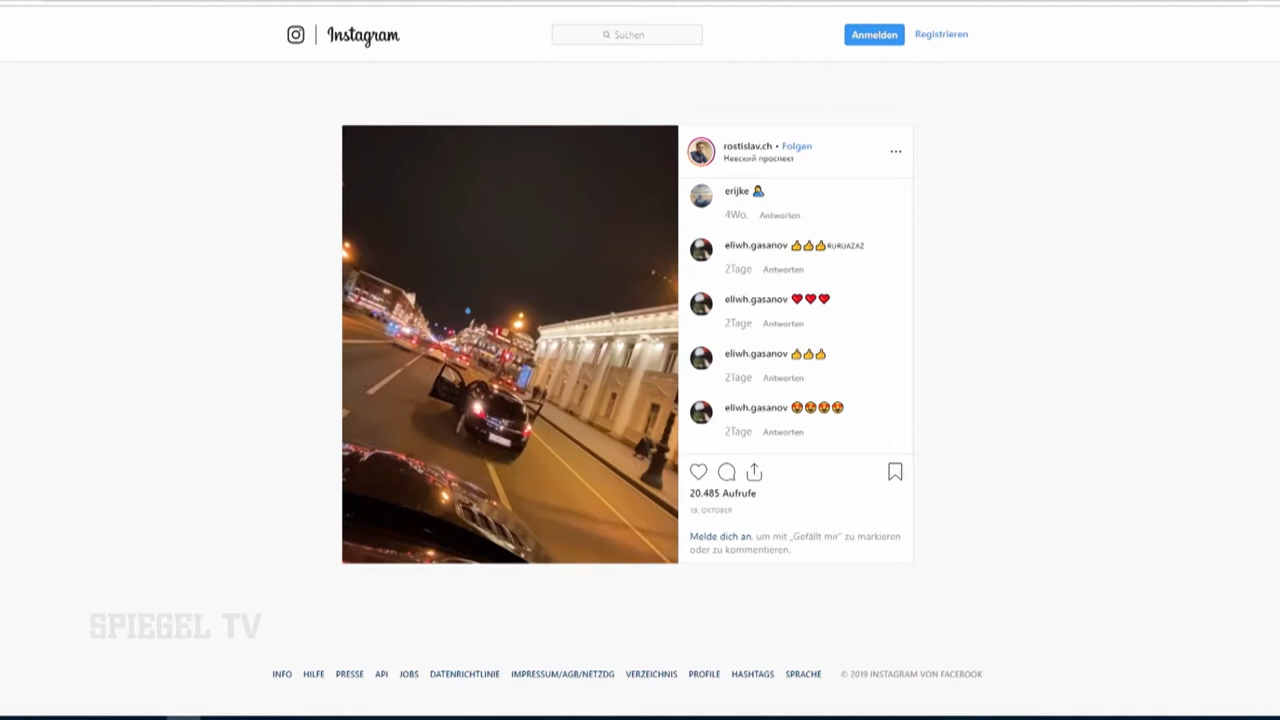 Instagram
Suchen
Anmelden
Registrieren
rostislav.ch • Folgen
Невский проспект
erijke
4Wo. Antworten
eliwh.gasanov 👍👍👍RURUAZAZ
2Tage Antworten
eliwh.gasanov ❤❤❤
2Tage Antworten
eliwh.gasanov 👍👍👍
2Tage Antworten
eliwh.gasanov 😍😍😍😍
2Tage Antworten
20.485 Aufrufe
19. OKTOBER
Melde dich an, um mit „Gefällt mir“ zu markieren
oder zu kommentieren.
SPIEGEL TV
INFO HILFE PRESSE API JOBS DATENRICHTLINIE IMPRESSUM/AGB/NETZDG VERZEICHNIS PROFILE HASHTAGS SPRACHE © 2019 INSTAGRAM VON FACEBOOK